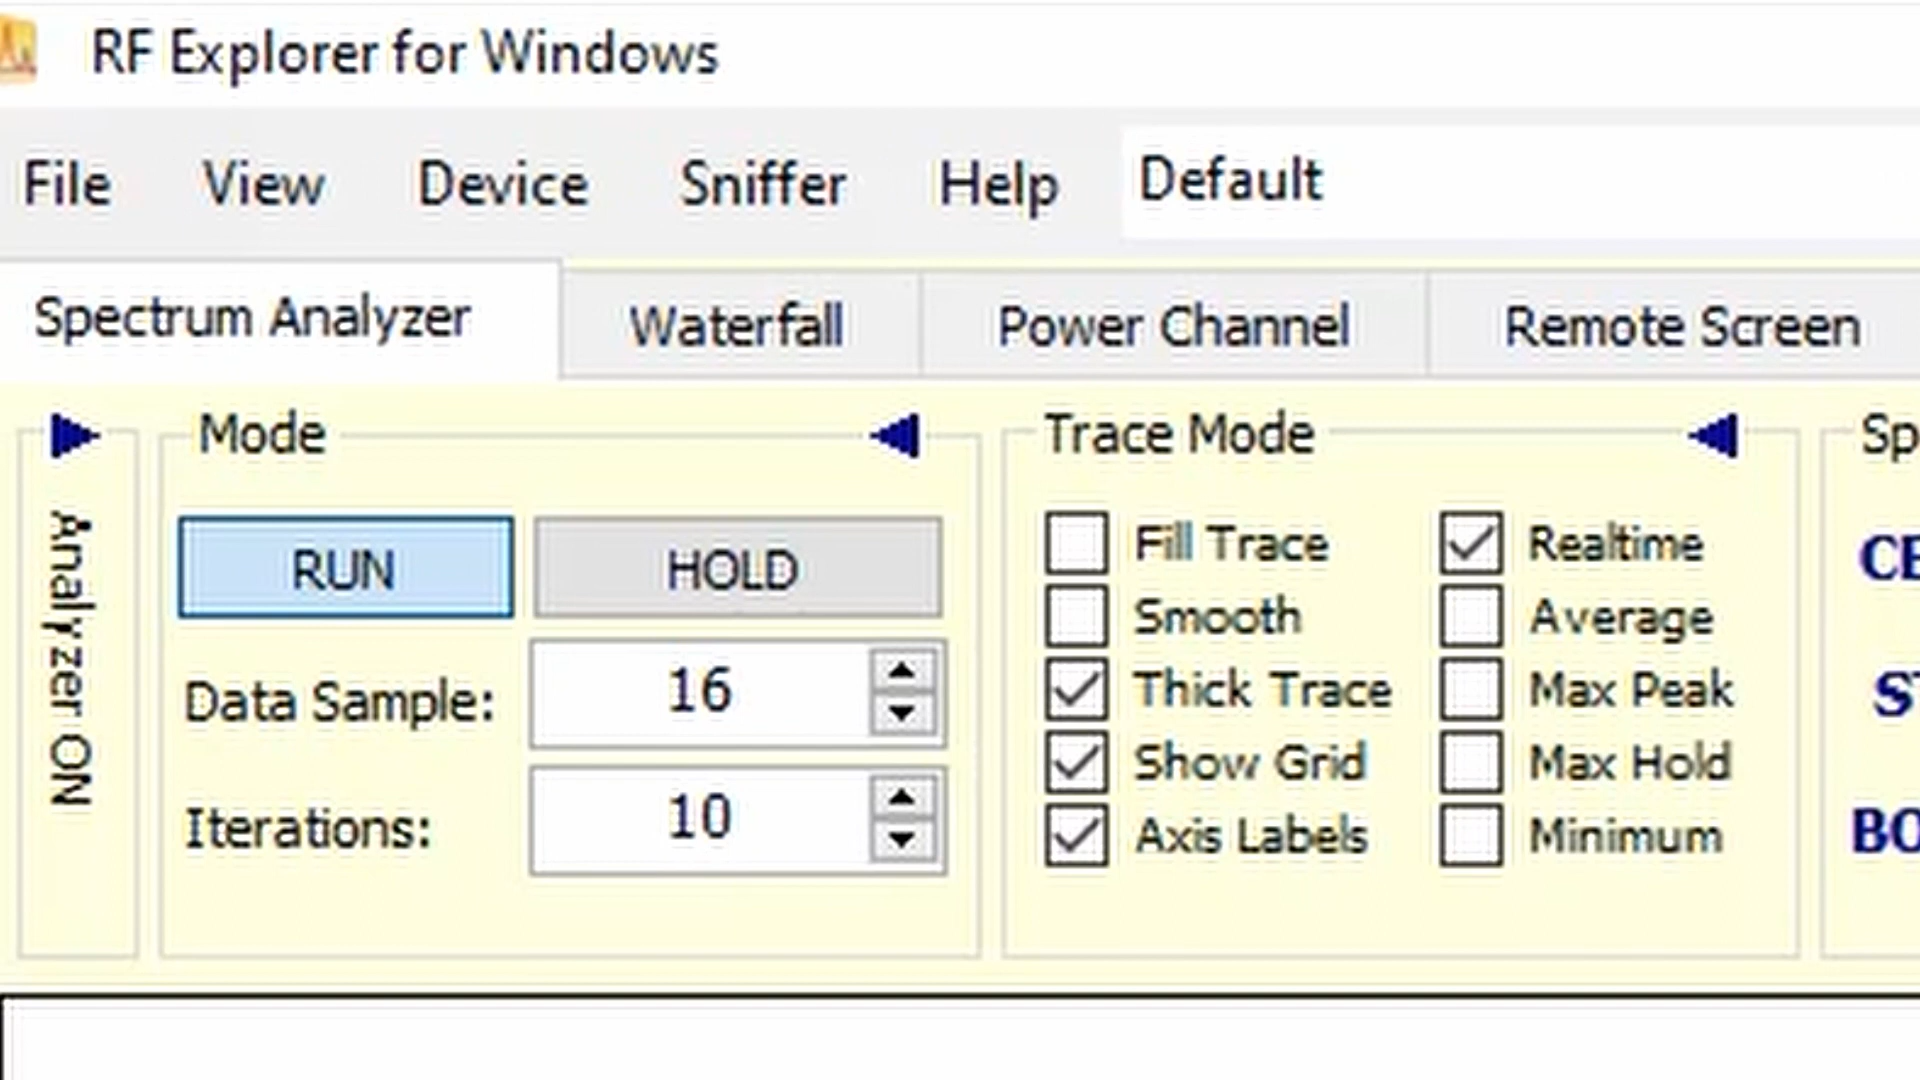 RF Explorer for Windows
File View Device Sniffer Help Default
Spectrum Analyzer Waterfall Power Channel Remote Screen
Analyzer ON
Mode
RUN HOLD
Data Sample: 16
Iterations: 10
Trace Mode
Fill Trace Realtime
Smooth Average
Thick Trace Max Peak
Show Grid Max Hold
Axis Labels Minimum